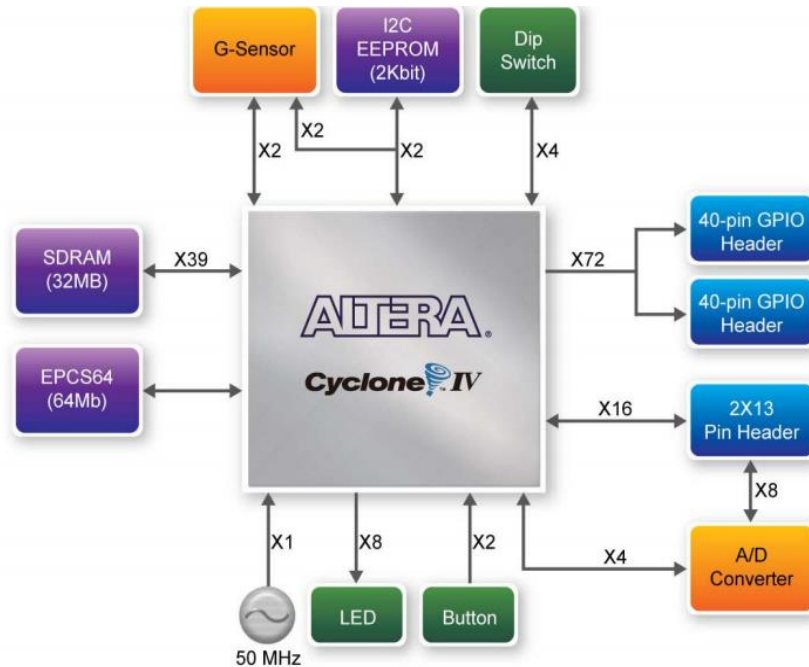 G-Sensor
I2C
EEPROM
(2Kbit)
Dip
Switch
X2
X2
X2
X4
SDRAM
(32MB)
X39
X72
40-pin GPIO
Header
40-pin GPIO
Header
ALTERA®
Cyclone™ IV
EPCS64
(64Mb)
X16
2X13
Pin Header
X8
X1
X8
X2
X4
A/D
Converter
LED
Button
50 MHz